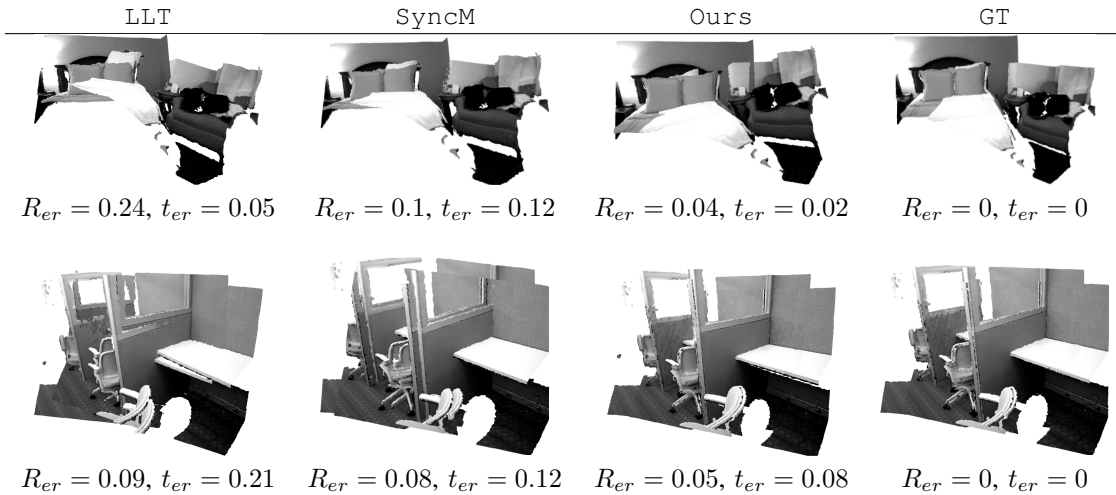 LLT SyncM Ours GT
R_er = 0.24, t_er = 0.05 R_er = 0.1, t_er = 0.12 R_er = 0.04, t_er = 0.02 R_er = 0, t_er = 0
R_er = 0.09, t_er = 0.21 R_er = 0.08, t_er = 0.12 R_er = 0.05, t_er = 0.08 R_er = 0, t_er = 0